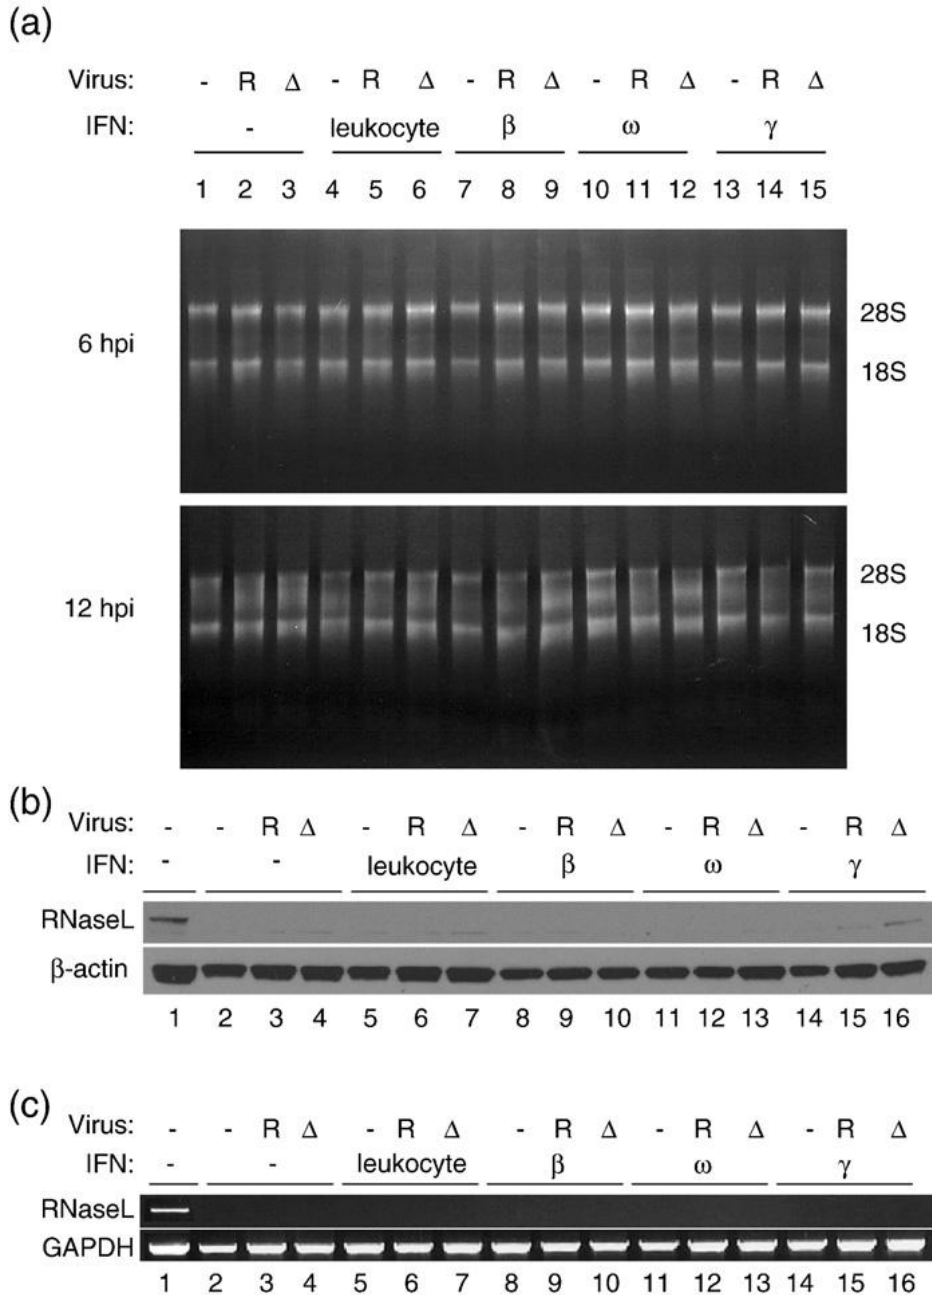 (a)
Virus: - R Δ - R Δ - R Δ - R Δ - R Δ
IFN: - leukocyte β ω γ
1 2 3 4 5 6 7 8 9 10 11 12 13 14 15
6 hpi 28S
18S
12 hpi 28S
18S
(b)
Virus: - - R Δ - R Δ - R Δ - R Δ - R Δ
IFN: - - leukocyte β ω γ
RNaseL
β-actin
1 2 3 4 5 6 7 8 9 10 11 12 13 14 15 16
(c)
Virus: - - R Δ - R Δ - R Δ - R Δ - R Δ
IFN: - - leukocyte β ω γ
RNaseL
GAPDH
1 2 3 4 5 6 7 8 9 10 11 12 13 14 15 16